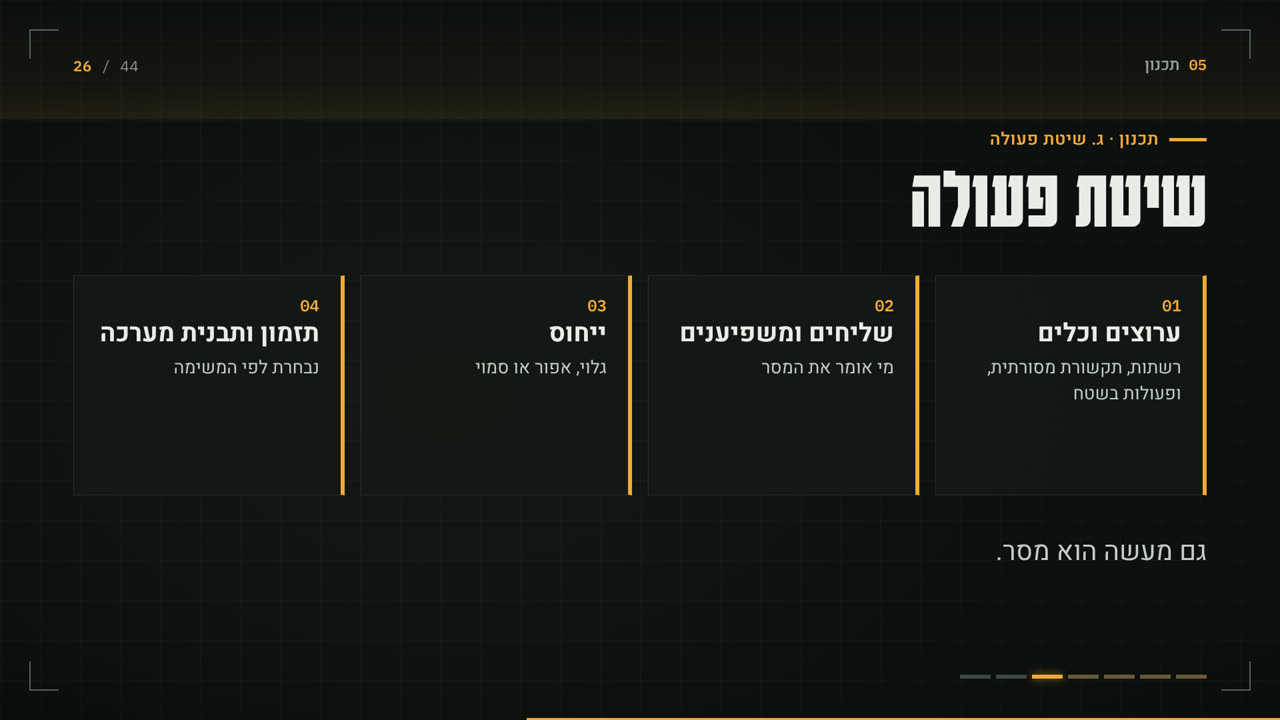 05 תכנון
26 / 44
תכנון · ג. שיטת פעולה
שיטת פעולה
01
ערוצים וכלים
רשתות, תקשורת מסורתית,
ופעולות בשטח
02
שליחים ומשפיענים
מי אומר את המסר
03
ייחוס
גלוי, אפור או סמוי
04
תזמון ותבנית מערכה
נבחרת לפי המשימה
גם מעשה הוא מסר.